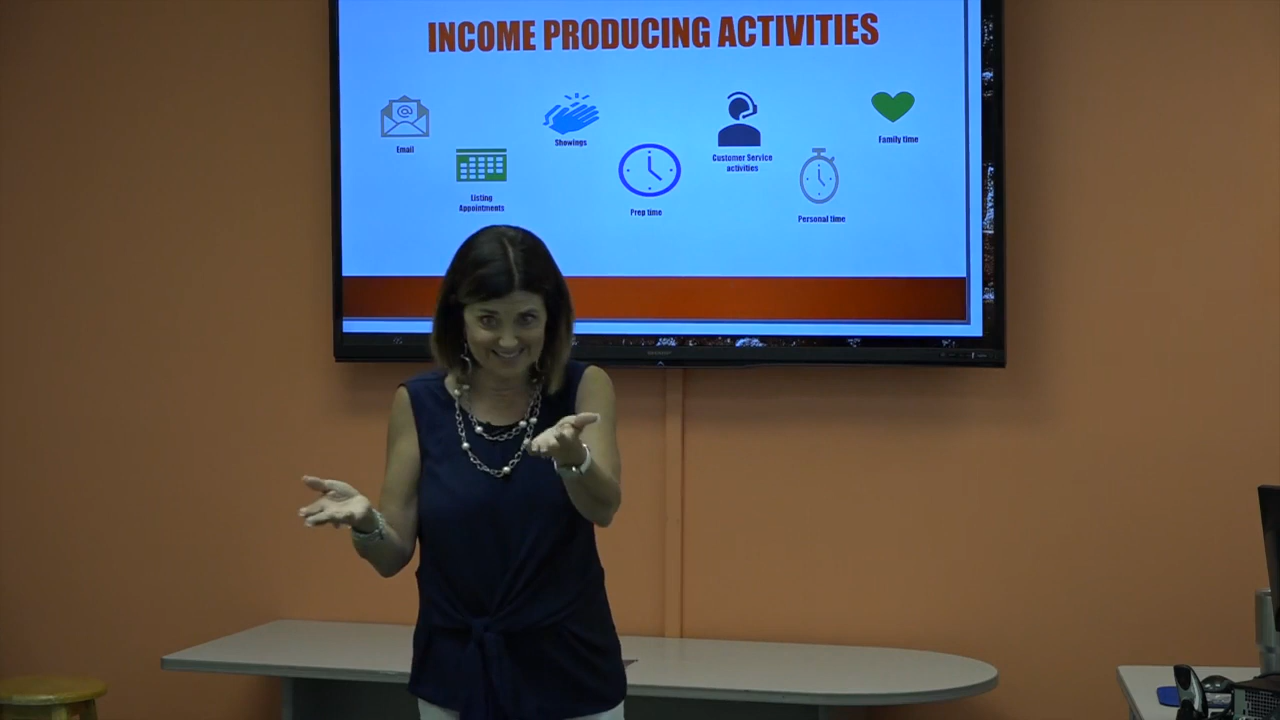 INCOME PRODUCING ACTIVITIES
@
Email
Listing
Appointments
Showings
Prep time
Customer Service
activities
Personal time
Family time